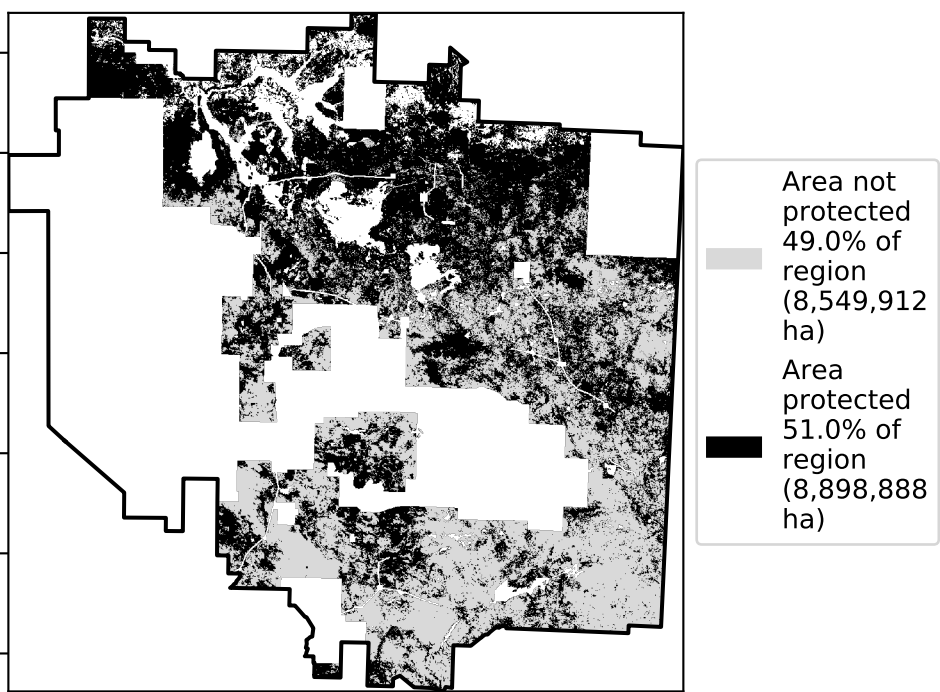 Area not
protected
49.0% of
region
(8,549,912
ha)
Area
protected
51.0% of
region
(8,898,888
ha)